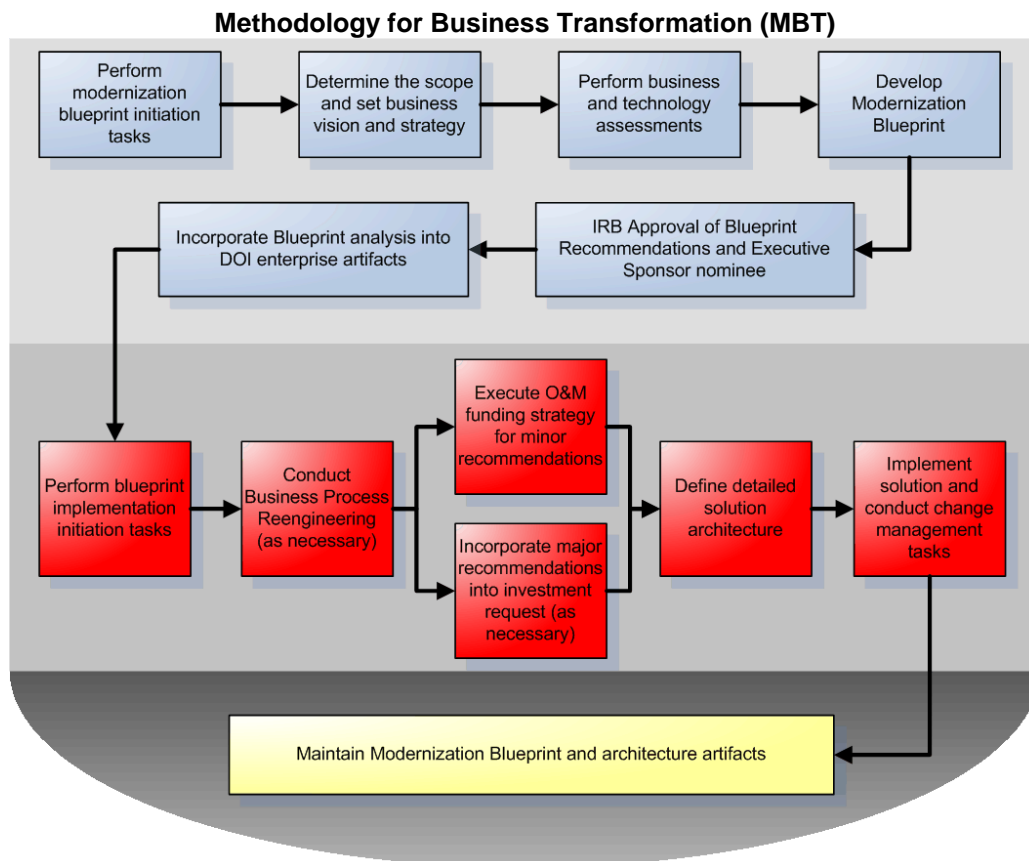 Methodology for Business Transformation (MBT)
Perform
modernization
blueprint initiation
tasks
Determine the scope
and set business
vision and strategy
Perform business
and technology
assessments
Develop
Modernization
Blueprint
Incorporate Blueprint analysis into
DOI enterprise artifacts
IRB Approval of Blueprint
Recommendations and Executive
Sponsor nominee
Perform blueprint
implementation
initiation tasks
Conduct
Business Process
Reengineering
(as necessary)
Execute O&M
funding strategy
for minor
recommendations
Incorporate major
recommendations
into investment
request (as
necessary)
Define detailed
solution
architecture
Implement
solution and
conduct change
management
tasks
Maintain Modernization Blueprint and architecture artifacts